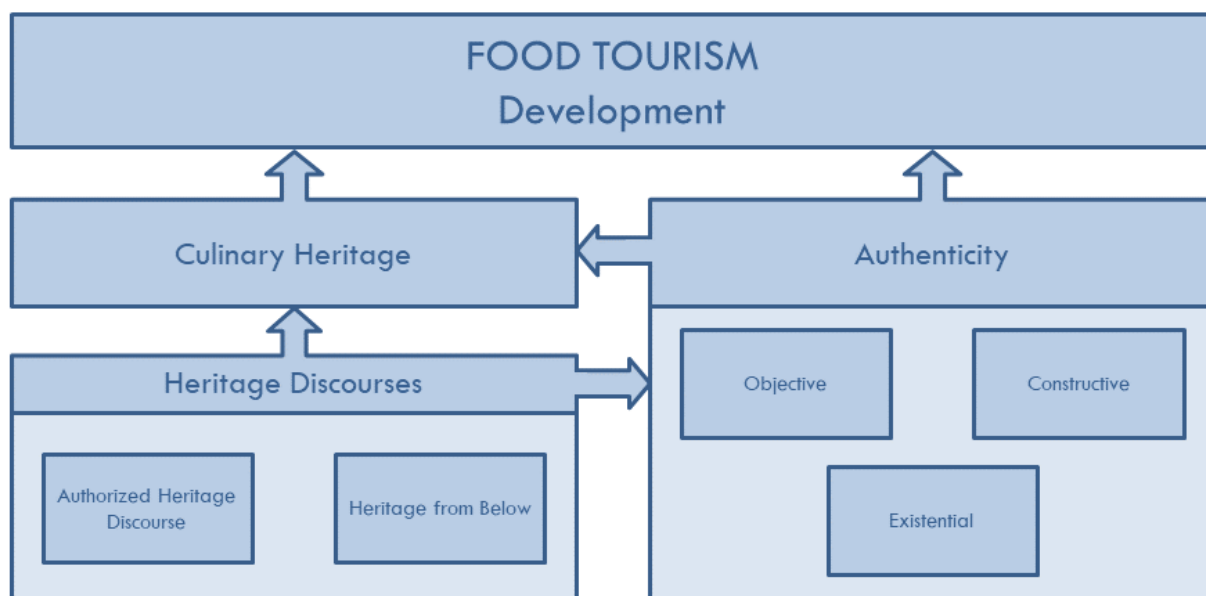 FOOD TOURISM
Development
Culinary Heritage
Authenticity
Heritage Discourses
Objective
Constructive
Authorized Heritage
Discourse
Heritage from Below
Existential